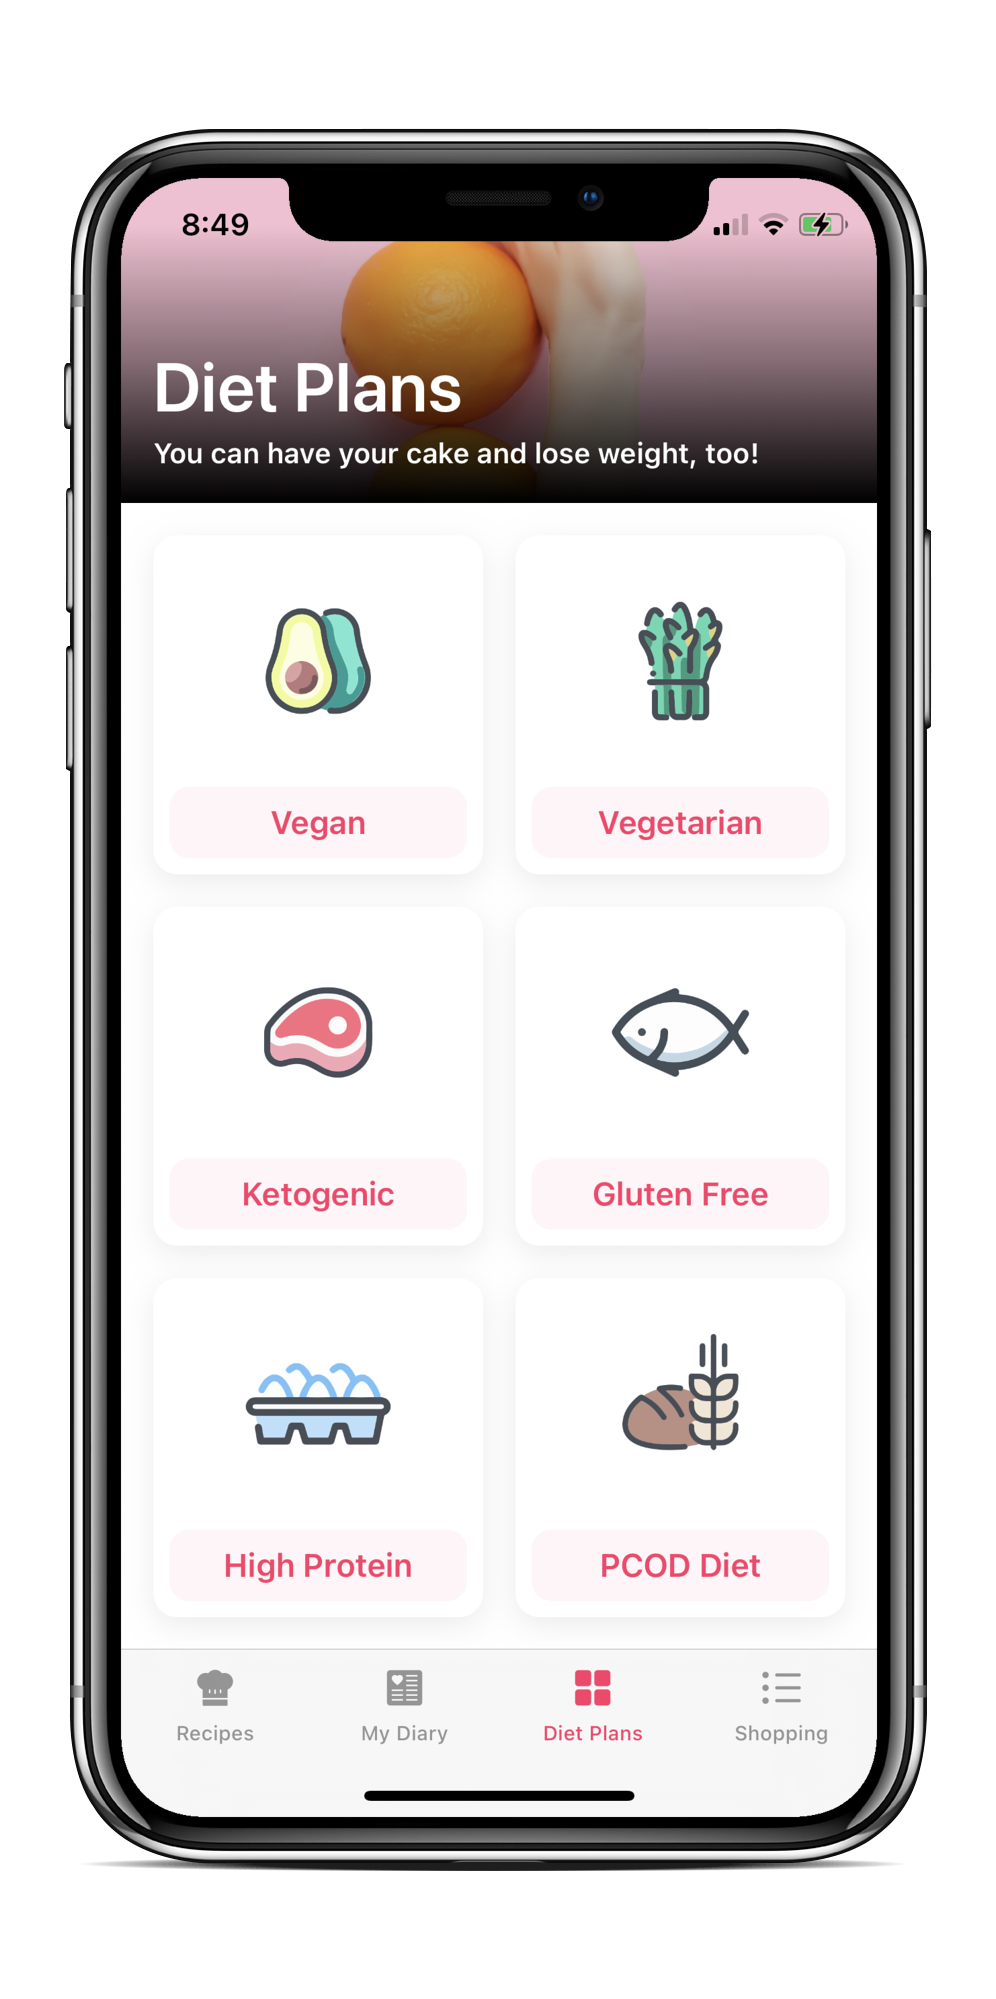 8:49
Diet Plans
You can have your cake and lose weight, too!
Vegan
Vegetarian
Ketogenic
Gluten Free
High Protein
PCOD Diet
Recipes
My Diary
Diet Plans
Shopping